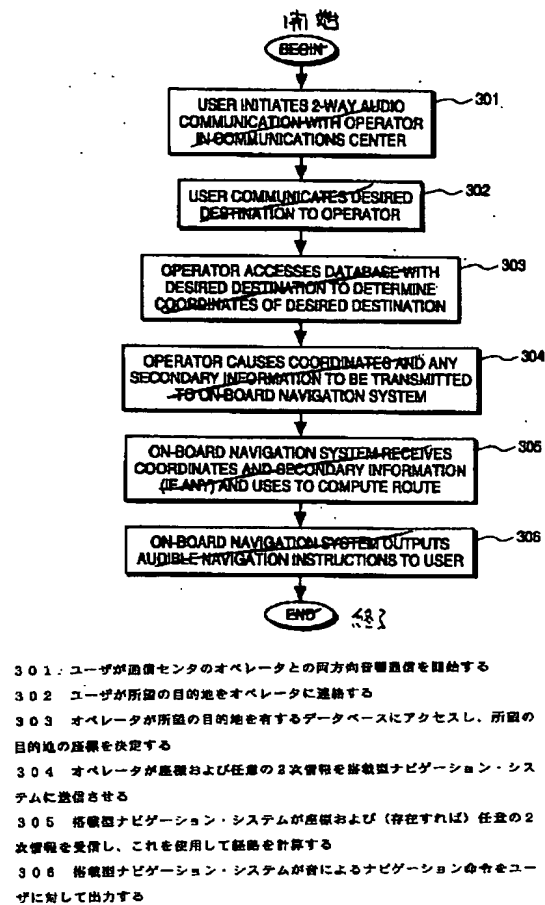 開始
BEGIN
USER INITIATES 2-WAY AUDIO
COMMUNICATION WITH OPERATOR
IN COMMUNICATIONS CENTER
301
USER COMMUNICATES DESIRED
DESTINATION TO OPERATOR
302
OPERATOR ACCESSES DATABASE WITH
DESIRED DESTINATION TO DETERMINE
COORDINATES OF DESIRED DESTINATION
303
OPERATOR CAUSES COORDINATES AND ANY
SECONDARY INFORMATION TO BE TRANSMITTED
TO ON-BOARD NAVIGATION SYSTEM
304
ON-BOARD NAVIGATION SYSTEM RECEIVES
COORDINATES AND SECONDARY INFORMATION
(IF ANY) AND USES TO COMPUTE ROUTE
305
ON-BOARD NAVIGATION SYSTEM OUTPUTS
AUDIBLE NAVIGATION INSTRUCTIONS TO USER
306
END 終了
301: ユーザが通信センタのオペレータとの両方向音響通信を開始する
302 ユーザが所望の目的地をオペレータに連絡する
303 オペレータが所望の目的地を有するデータベースにアクセスし、所望の
目的地の座標を決定する
304 オペレータが座標および任意の2次情報を搭載型ナビゲーション・シス
テムに送信させる
305 搭載型ナビゲーション・システムが座標および（存在すれば）任意の2
次情報を受信し、これを使用して経路を計算する
306 搭載型ナビゲーション・システムが音によるナビゲーション命令をユー
ザに対して出力する